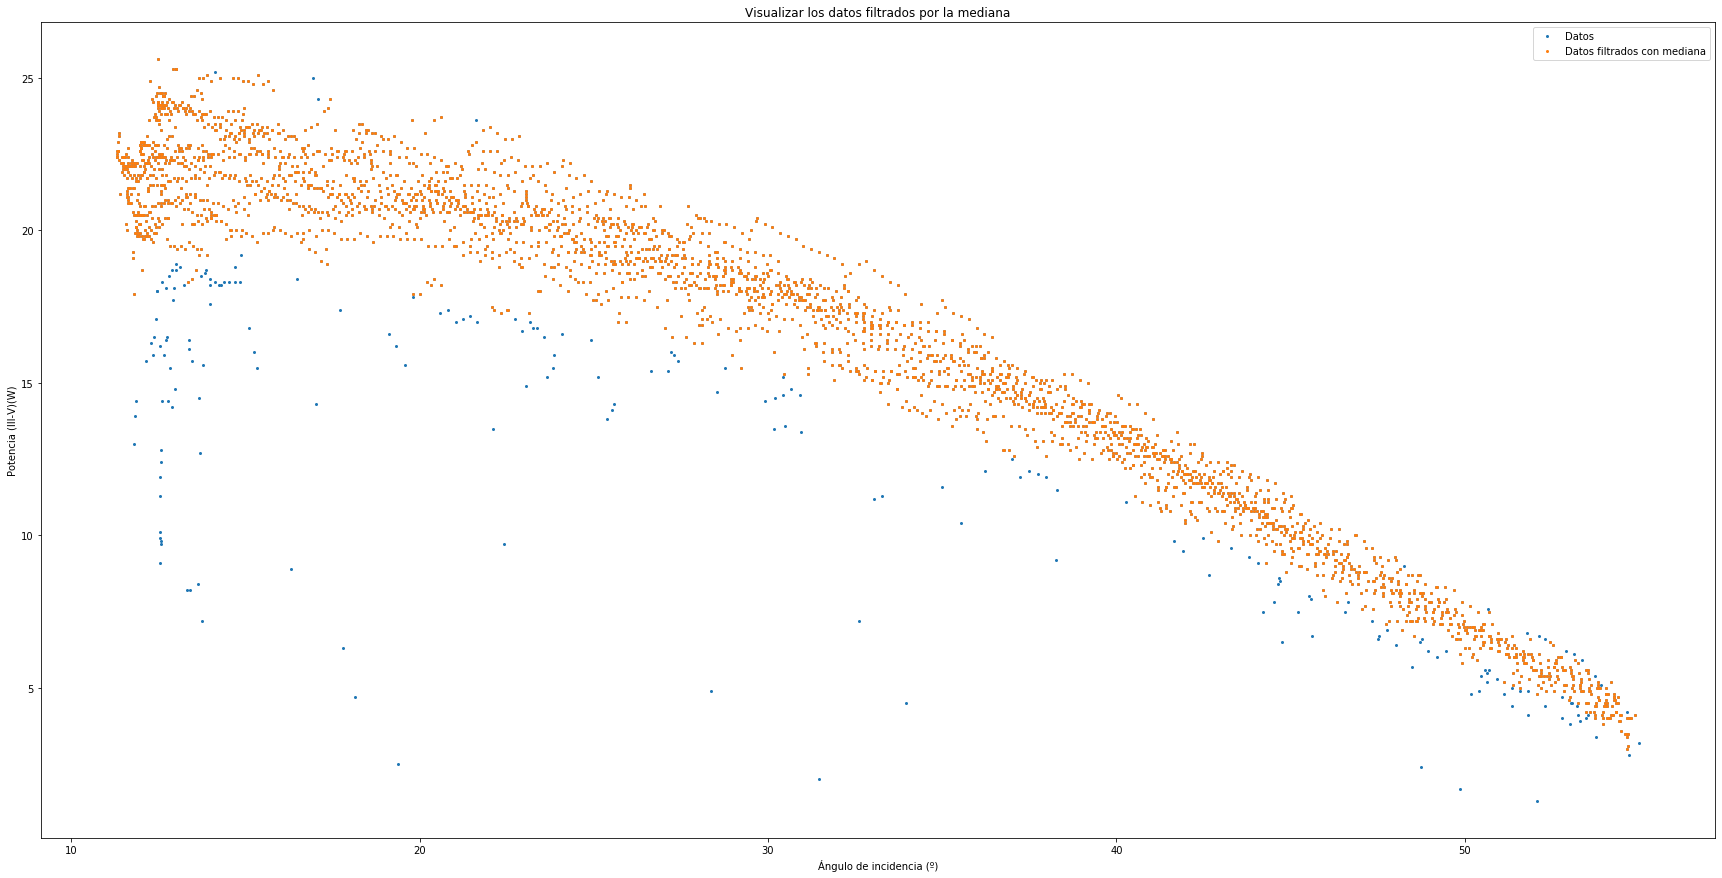 Visualizar los datos filtrados por la mediana
Datos
Datos filtrados con mediana
25
20
15
10
5
Potencia (III-V)(W)
10
20
30
40
50
Ángulo de incidencia (º)